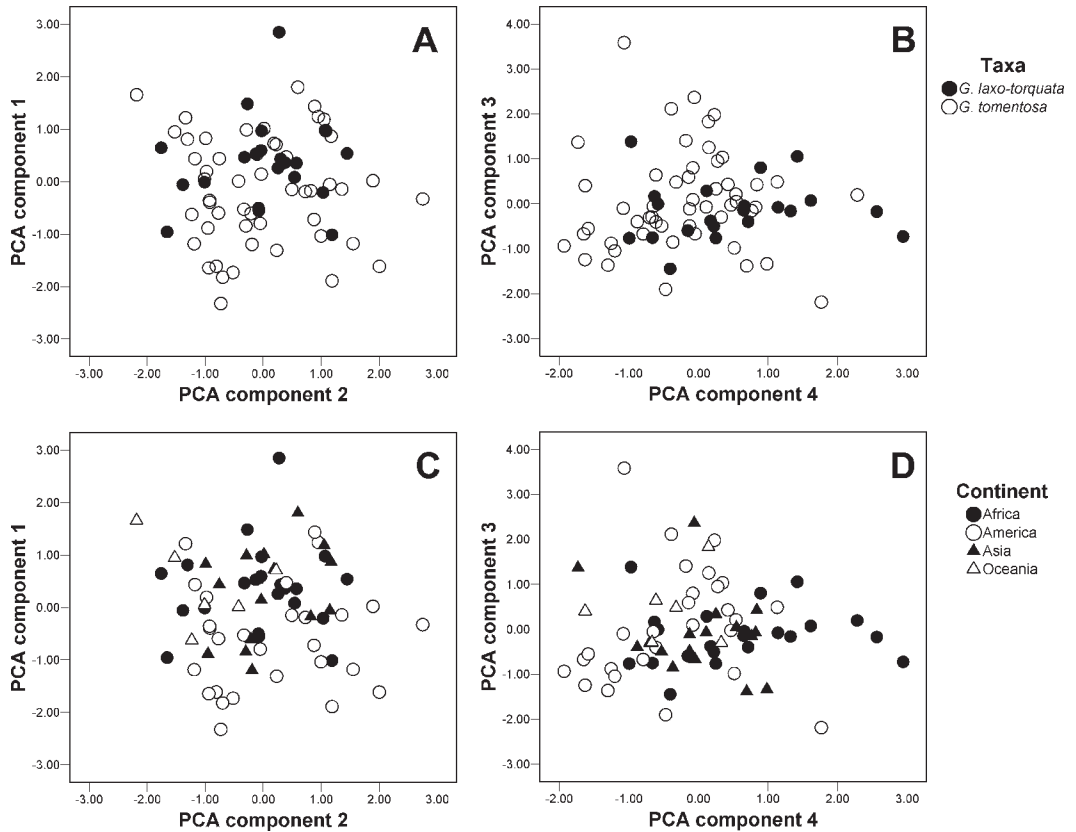 A
3.00
2.00
1.00
0.00
-1.00
-2.00
-3.00
PCA component 1
-3.00 -2.00 -1.00 0.00 1.00 2.00 3.00
PCA component 2
B
4.00
3.00
2.00
1.00
0.00
-1.00
-2.00
-3.00
PCA component 3
-2.00 -1.00 0.00 1.00 2.00 3.00
PCA component 4
Taxa
G. laxo-torquata
G. tomentosa
C
3.00
2.00
1.00
0.00
-1.00
-2.00
-3.00
PCA component 1
-3.00 -2.00 -1.00 0.00 1.00 2.00 3.00
PCA component 2
D
4.00
3.00
2.00
1.00
0.00
-1.00
-2.00
-3.00
PCA component 3
-2.00 -1.00 0.00 1.00 2.00 3.00
PCA component 4
Continent
Africa
America
Asia
Oceania